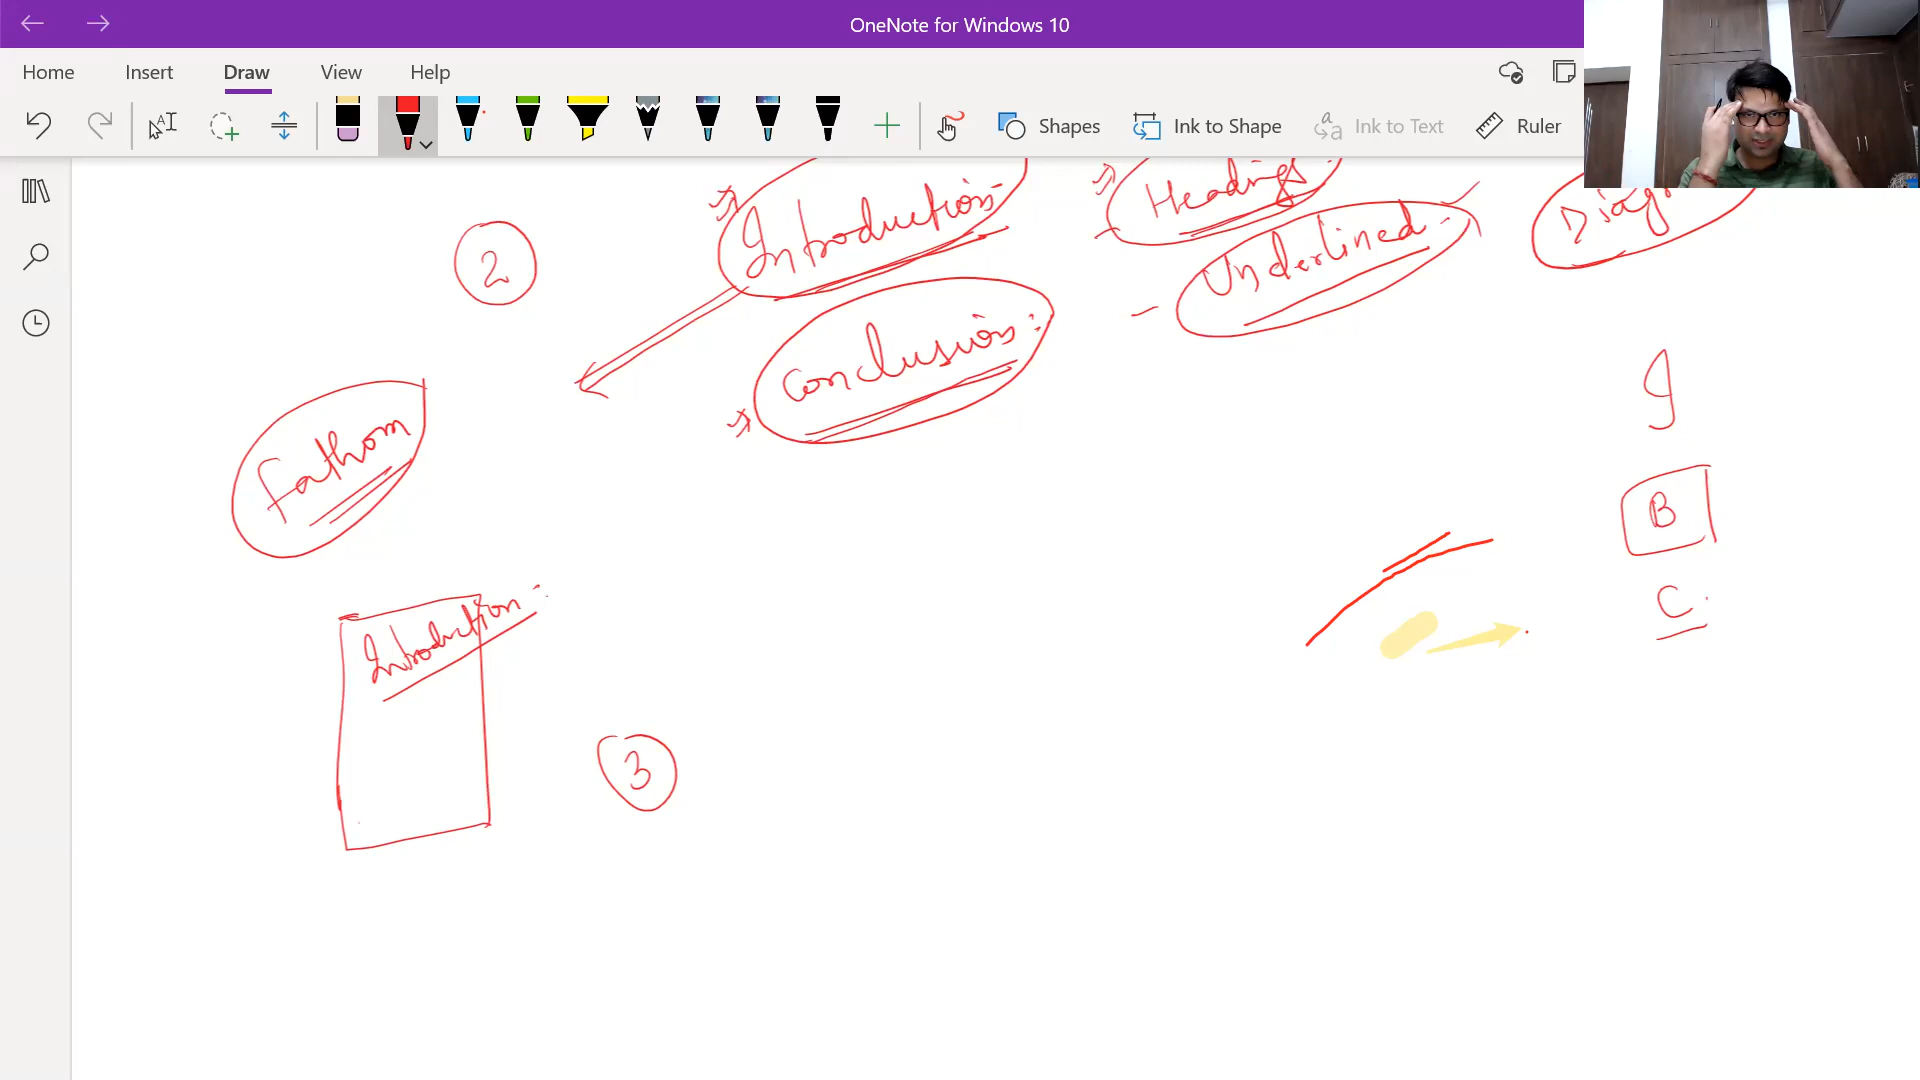 OneNote for Windows 10
Home Insert Draw View Help
Shapes Ink to Shape Ink to Text Ruler
2
Introduction:-
Headings:
Underlined:-
Conclusion:
Fathom
I
B
C.
Introduction:
3